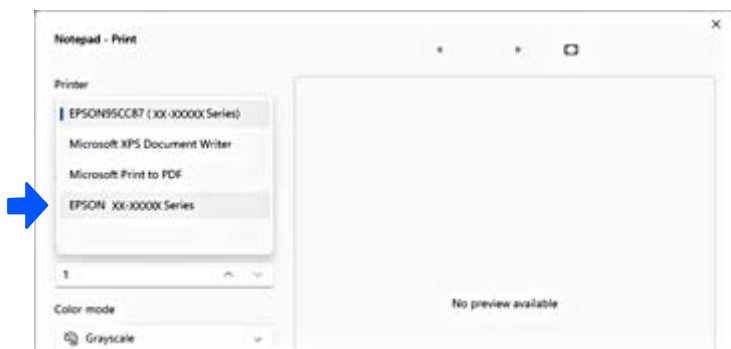 Notepad - Print
Printer
EPSON95CC87 ( XX-XXXXX Series)
Microsoft XPS Document Writer
Microsoft Print to PDF
EPSON XX-XXXXX Series
1
Color mode
Grayscale
No preview available